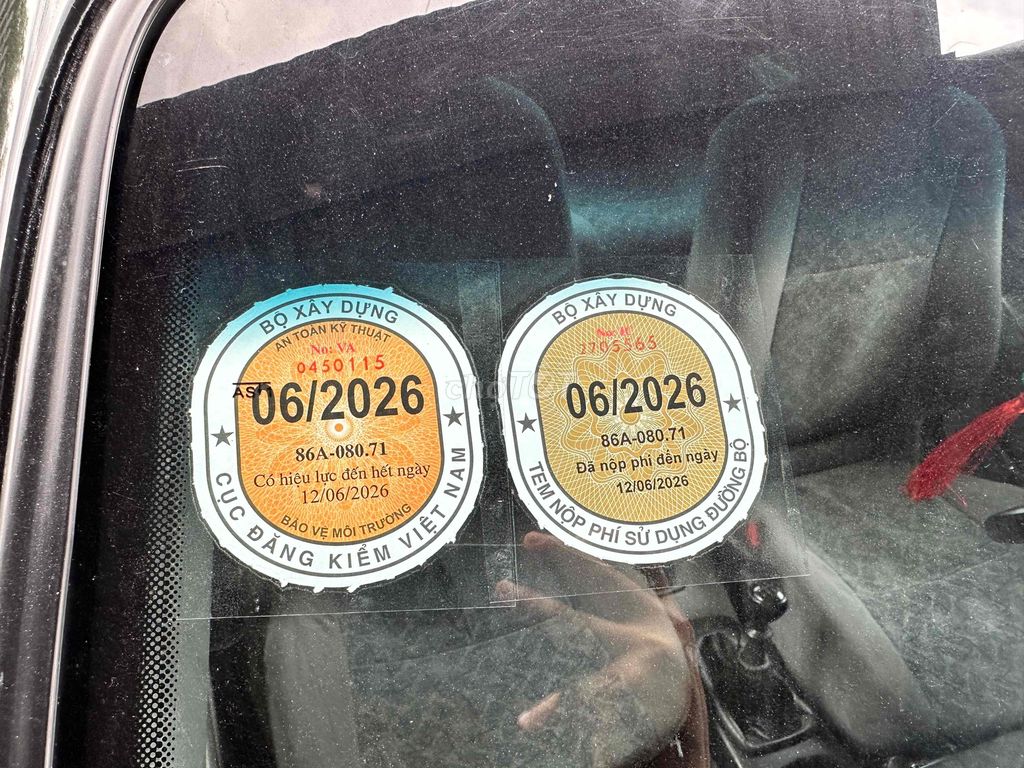 BỘ XÂY DỰNG
AN TOÀN KỸ THUẬT
No: VA
0450115
06/2026
86A-080.71
Có hiệu lực đến hết ngày
12/06/2026
BẢO VỆ MÔI TRƯỜNG
★ CỤC ĐĂNG KIỂM VIỆT NAM ★
BỘ XÂY DỰNG
06/2026
86A-080.71
Đã nộp phí đến ngày
12/06/2026
★ TEM NỘP PHÍ SỬ DỤNG ĐƯỜNG BỘ ★